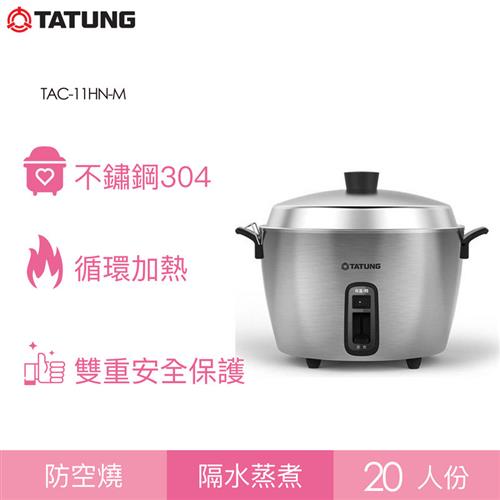 TATUNG
TAC-11HN-M
不鏽鋼304
循環加熱
雙重安全保護
TATUNG
防空燒
隔水蒸煮
20 人份